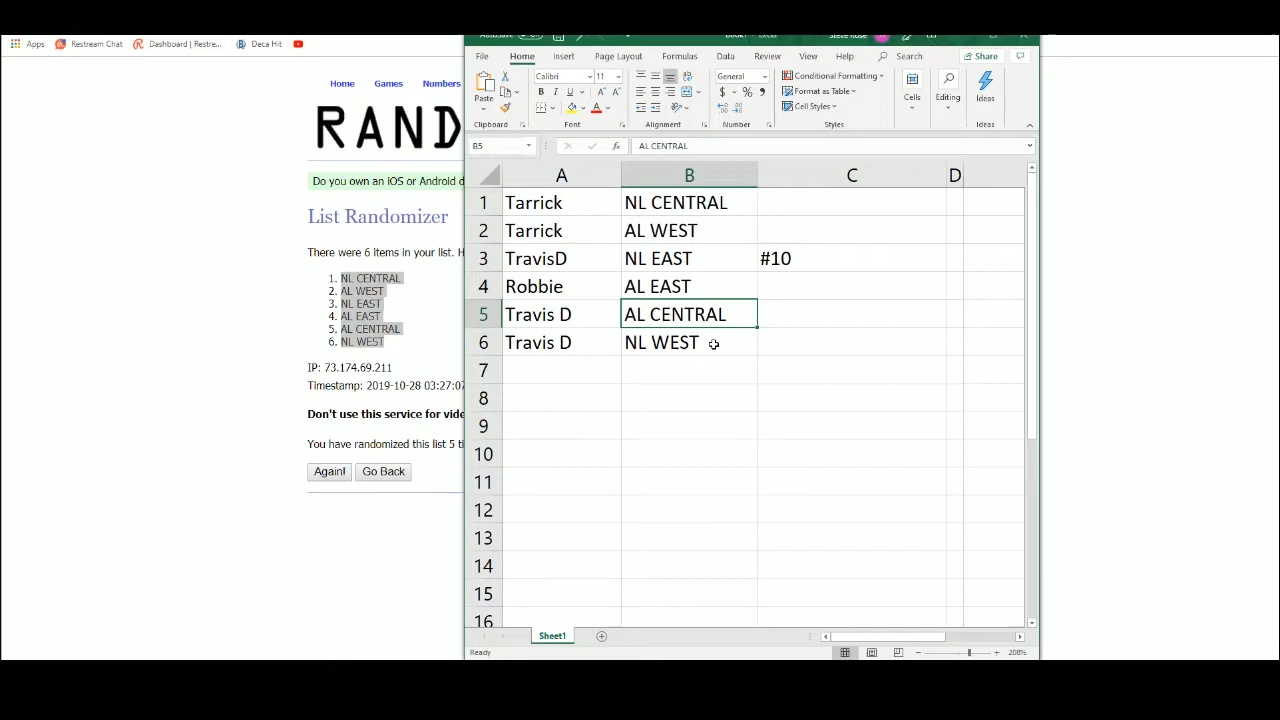 Apps Restream Chat Dashboard | Restre... Deca Hit
Home Games Numbers
RAND
Do you own an iOS or Android d
List Randomizer
There were 6 items in your list. H
1. NL CENTRAL
2. AL WEST
3. NL EAST
4. AL EAST
5. AL CENTRAL
6. NL WEST
IP: 73.174.69.211
Timestamp: 2019-10-28 03:27:07
Don't use this service for vide
You have randomized this list 5 ti
Again! Go Back
File Home Insert Page Layout Formulas Data Review View Help Search Share
Paste Calibri 11 General Conditional Formatting Cells Editing Ideas
Format as Table
Cell Styles
Clipboard Font Alignment Number Styles Ideas
B5 AL CENTRAL
A B C D
1 Tarrick NL CENTRAL
2 Tarrick AL WEST
3 TravisD NL EAST #10
4 Robbie AL EAST
5 Travis D AL CENTRAL
6 Travis D NL WEST
7
8
9
10
11
12
13
14
15
16
Sheet1
Ready 208%